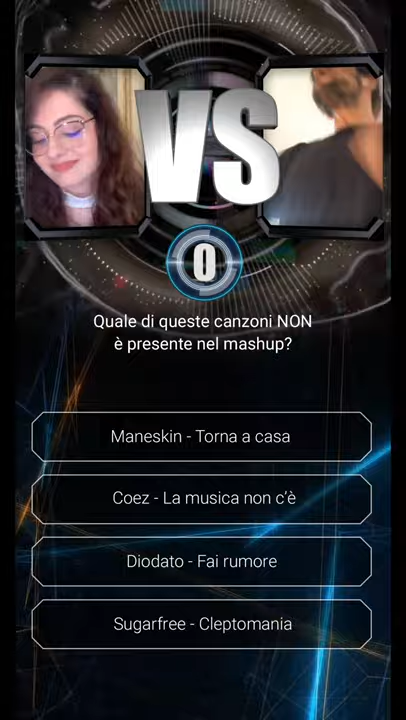 VS
0
Quale di queste canzoni NON
è presente nel mashup?
Maneskin - Torna a casa
Coez - La musica non c'è
Diodato - Fai rumore
Sugarfree - Cleptomania